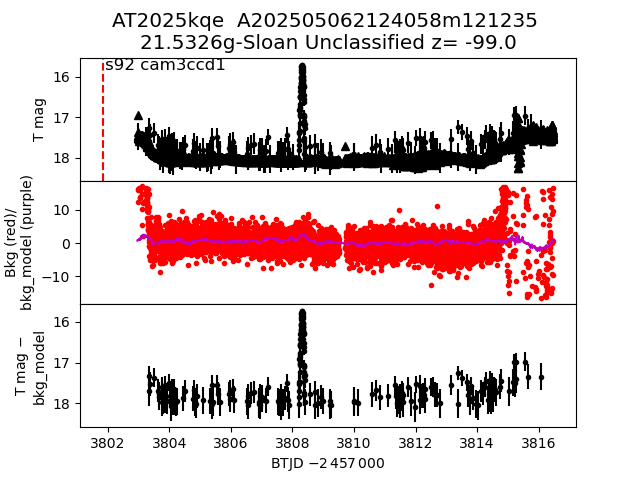 AT2025kqe  A202505062124058m121235
21.5326g-Sloan Unclassified z= -99.0
s92 cam3ccd1
16
17
18
T mag
10
0
−10
Bkg (red)/
bkg_model (purple)
16
17
18
T mag −
bkg_model
3802 3804 3806 3808 3810 3812 3814 3816
BTJD −2 457 000